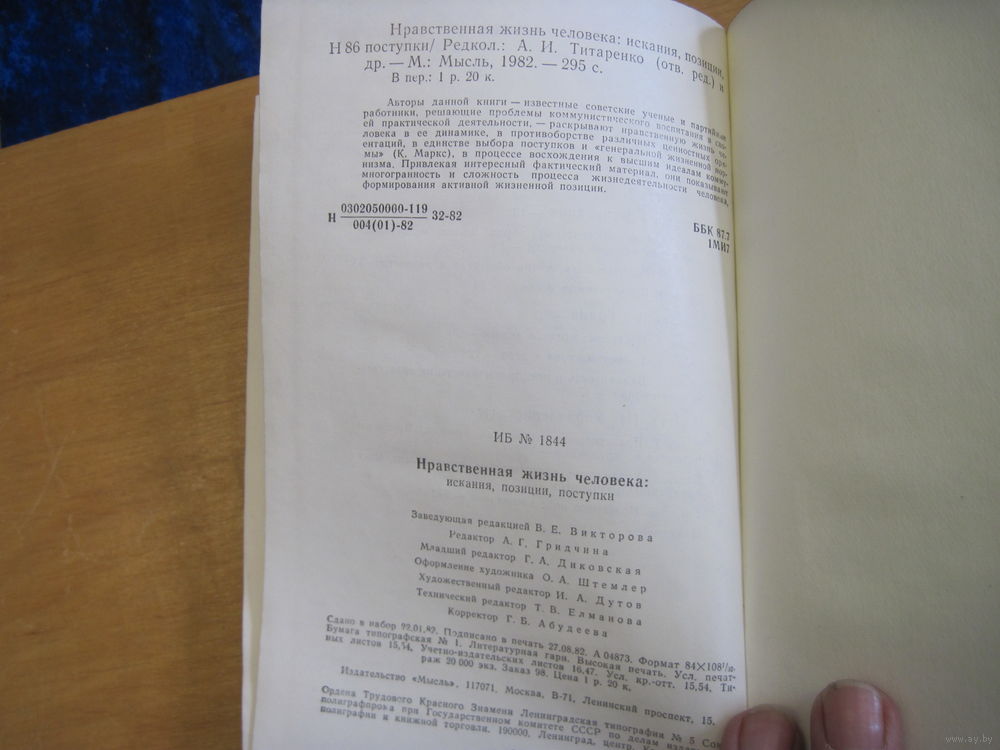 Нравственная жизнь человека: искания, позиции,
Н 86 поступки/ Редкол.: А. И. Титаренко (отв. ред.) и
др. — М.: Мысль, 1982. — 295 с.
В пер.: 1 р. 20 к.
Авторы данной книги — известные советские ученые и партийные
работники, решающие проблемы коммунистического воспитания в сво-
ей практической деятельности, — раскрывают нравственную жизнь че-
ловека в ее динамике, в противоборстве различных ценностных ори-
ентаций, в единстве выбора поступков и «генеральной жизненной нор-
мы» (К. Маркс), в процессе восхождения к высшим идеалам комму-
низма. Привлекая интересный фактический материал, они показывают
многогранность и сложность процесса жизнедеятельности человека,
формирования активной жизненной позиции.
Н 0302050000-119
004(01)-82 32-82
ББК 87.7
1МИ7
ИБ № 1844
Нравственная жизнь человека:
искания, позиции, поступки
Заведующая редакцией В. Е. Викторова
Редактор А. Г. Гридчина
Младший редактор Г. А. Диковская
Оформление художника О. А. Штемлер
Художественный редактор И. А. Дутов
Технический редактор Т. В. Елманова
Корректор Г. Б. Абудеева
Сдано в набор 22.01.82. Подписано в печать 27.08.82. А 04873. Формат 84×108¹/
Бумага типографская № 1. Литературная гарн. Высокая печать. Усл. печат-
ных листов 15,54. Учетно-издательских листов 16,47. Усл. кр.-отт. 15,54. Ти-
раж 20 000 экз. Заказ 98. Цена 1 р. 20 к.
Издательство «Мысль». 117071. Москва, В-71, Ленинский проспект, 15.
Ордена Трудового Красного Знамени Ленинградская типография № 5 Союз
полиграфпрома при Государственном комитете СССР по делам издательств
полиграфии и книжной торговли. 190000. Ленинград, центр,
www.ay.by